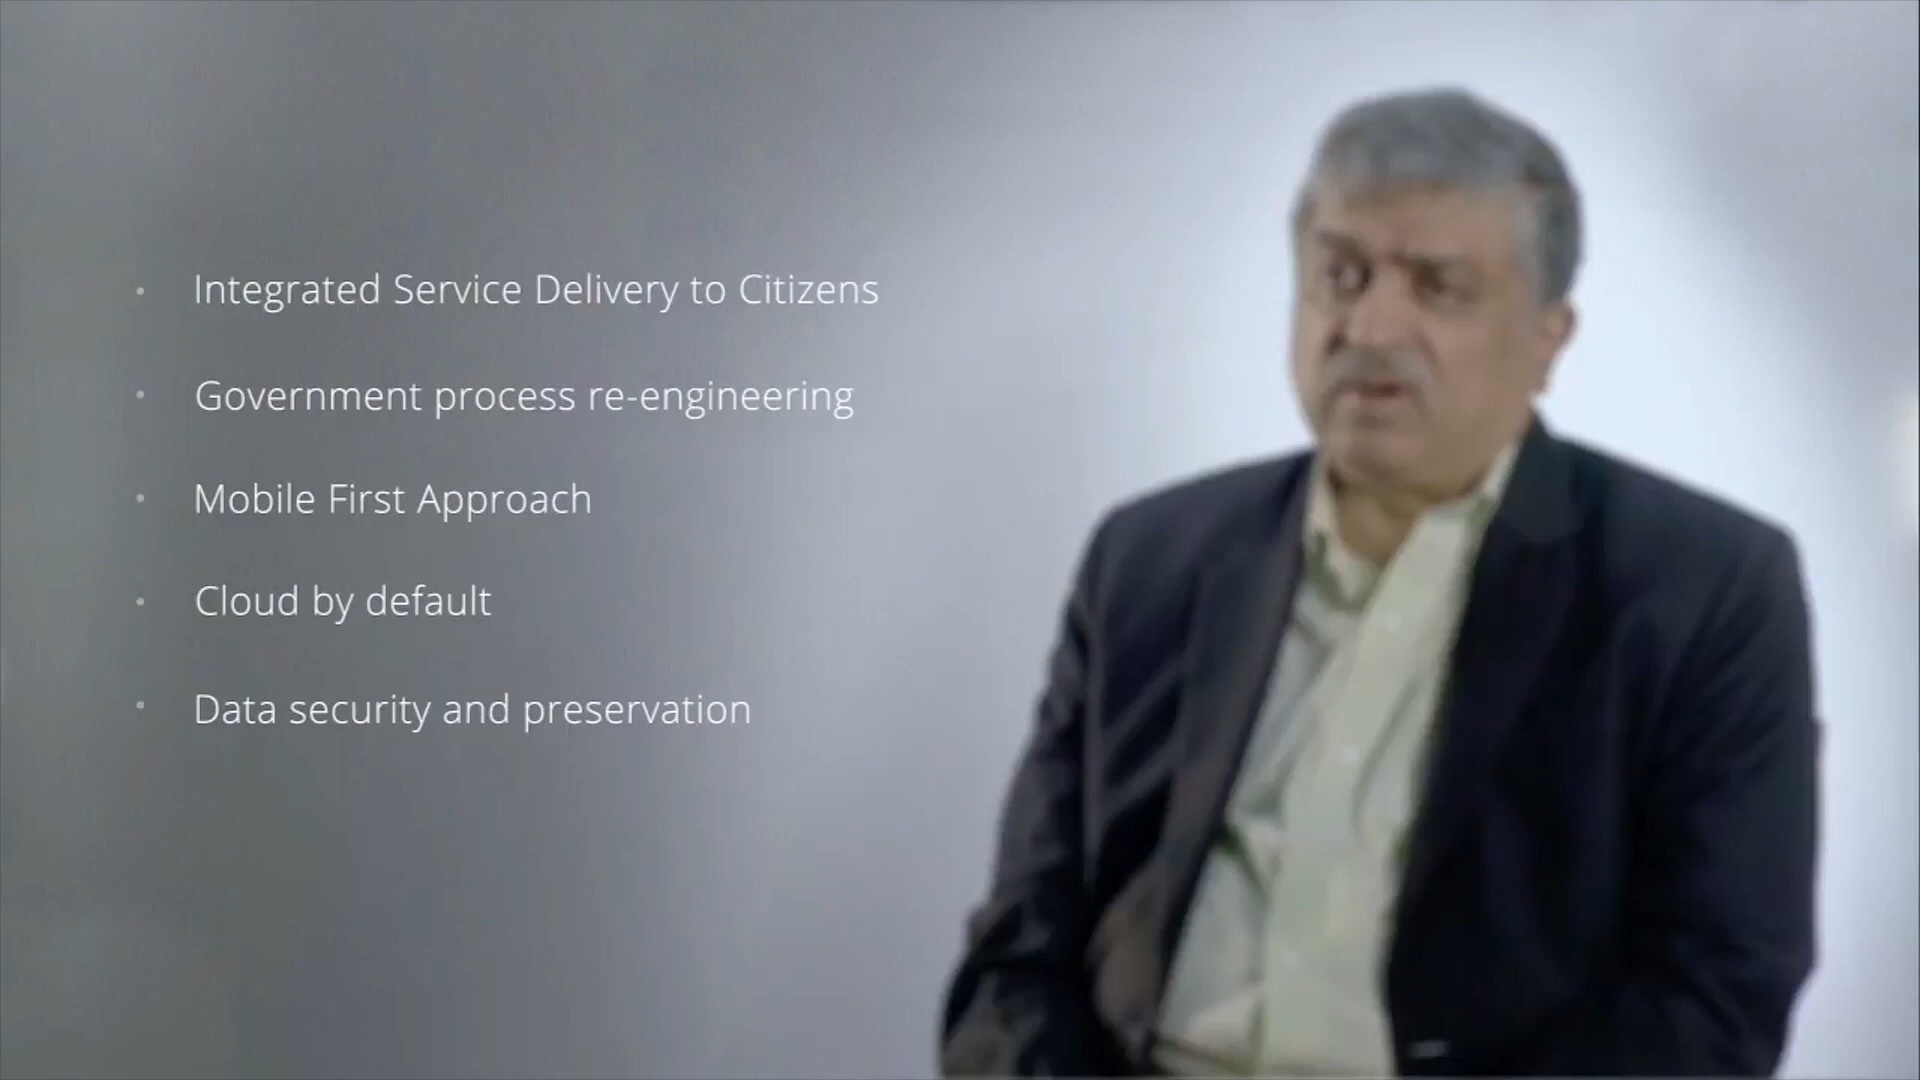 • Integrated Service Delivery to Citizens
• Government process re-engineering
• Mobile First Approach
• Cloud by default
• Data security and preservation